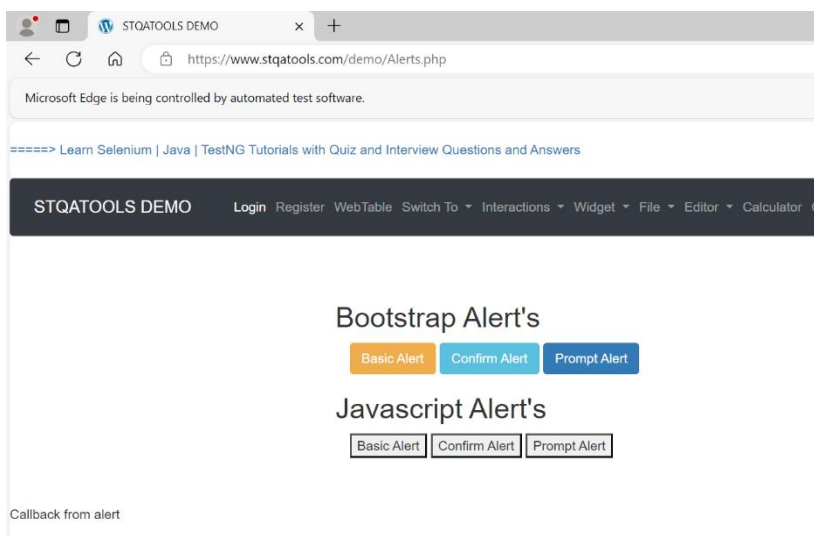 STQATOOLS DEMO
https://www.stqatools.com/demo/Alerts.php
Microsoft Edge is being controlled by automated test software.
=====> Learn Selenium | Java | TestNG Tutorials with Quiz and Interview Questions and Answers
STQATOOLS DEMO Login Register WebTable Switch To Interactions Widget File Editor Calculator
Bootstrap Alert's
Basic Alert Confirm Alert Prompt Alert
Javascript Alert's
Basic Alert Confirm Alert Prompt Alert
Callback from alert